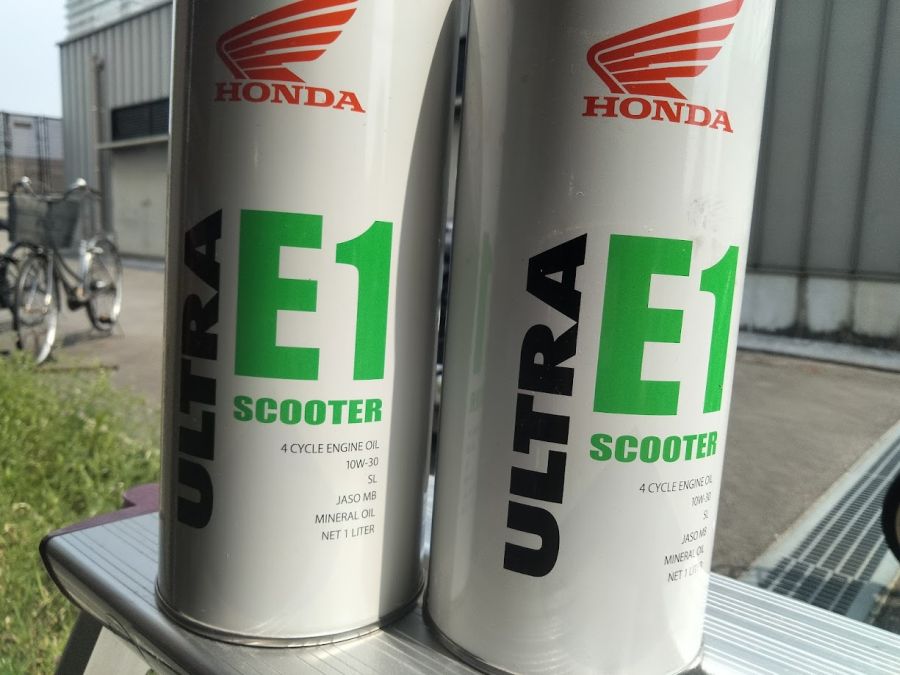 HONDA
ULTRA
E1
SCOOTER
4 CYCLE ENGINE OIL
10W-30
SL
JASO MB
MINERAL OIL
NET 1 LITER
HONDA
ULTRA
E1
SCOOTER
4 CYCLE ENGINE OIL
10W-30
SL
JASO MB
MINERAL OIL
NET 1 LITER